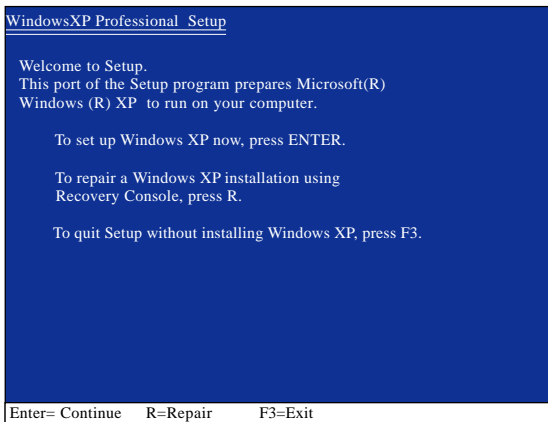 WindowsXP Professional Setup
Welcome to Setup.
This port of the Setup program prepares Microsoft(R)
Windows (R) XP to run on your computer.
To set up Windows XP now, press ENTER.
To repair a Windows XP installation using
Recovery Console, press R.
To quit Setup without installing Windows XP, press F3.
Enter= Continue R=Repair F3=Exit